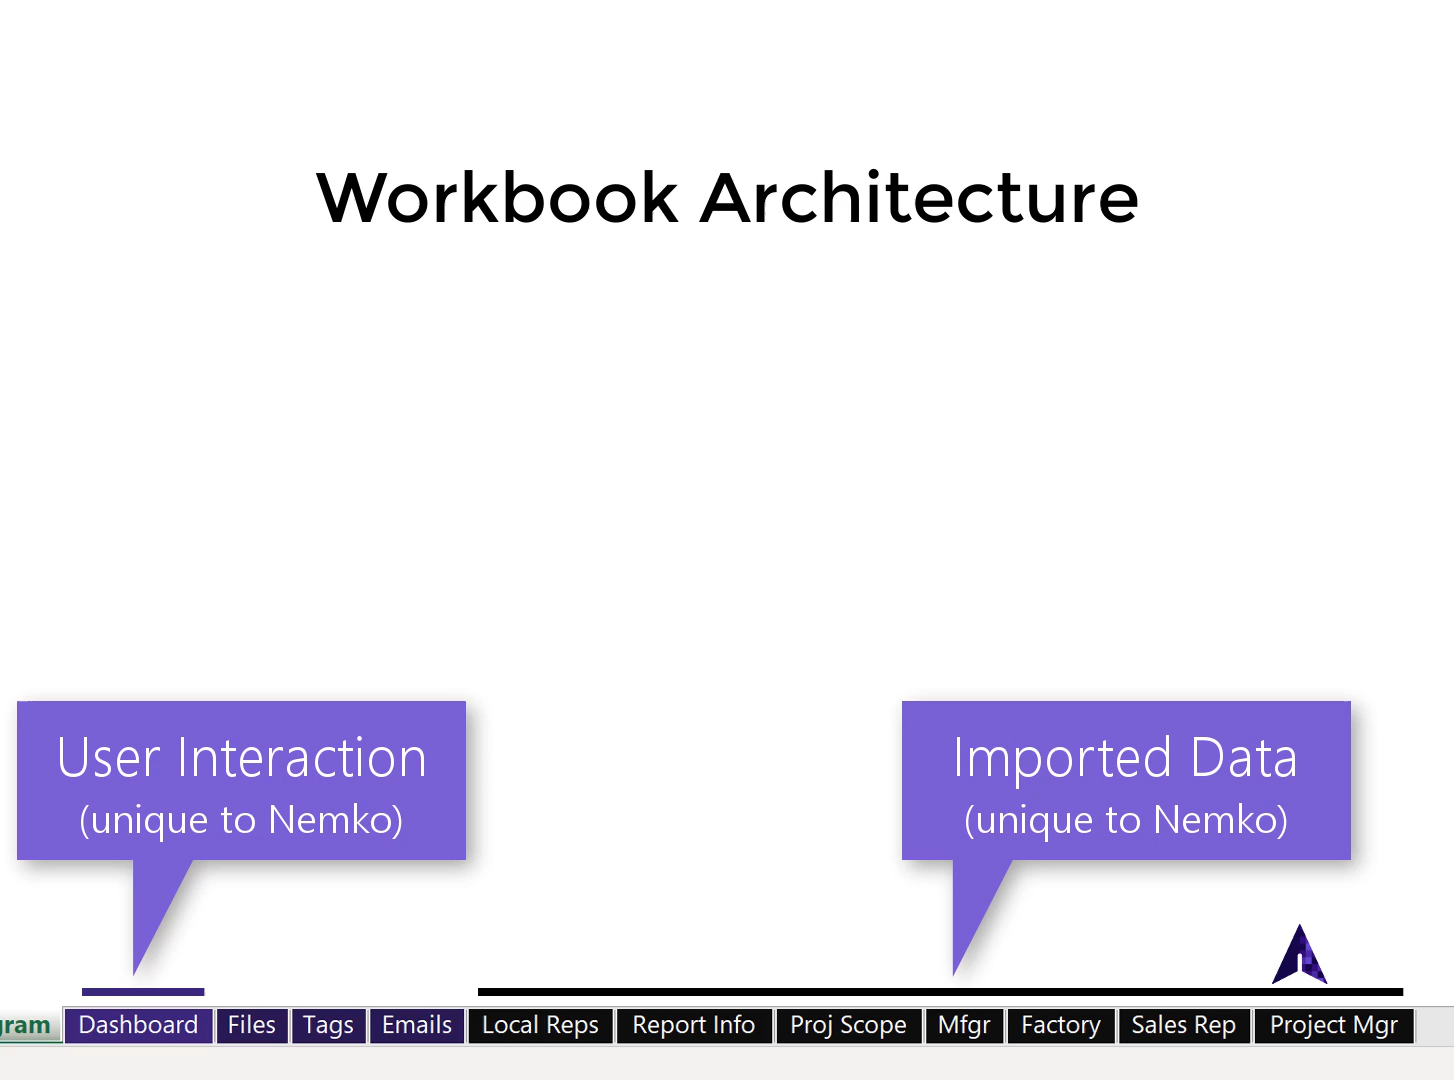 Workbook Architecture
User Interaction
(unique to Nemko)
Imported Data
(unique to Nemko)
gram Dashboard Files Tags Emails Local Reps Report Info Proj Scope Mfgr Factory Sales Rep Project Mgr